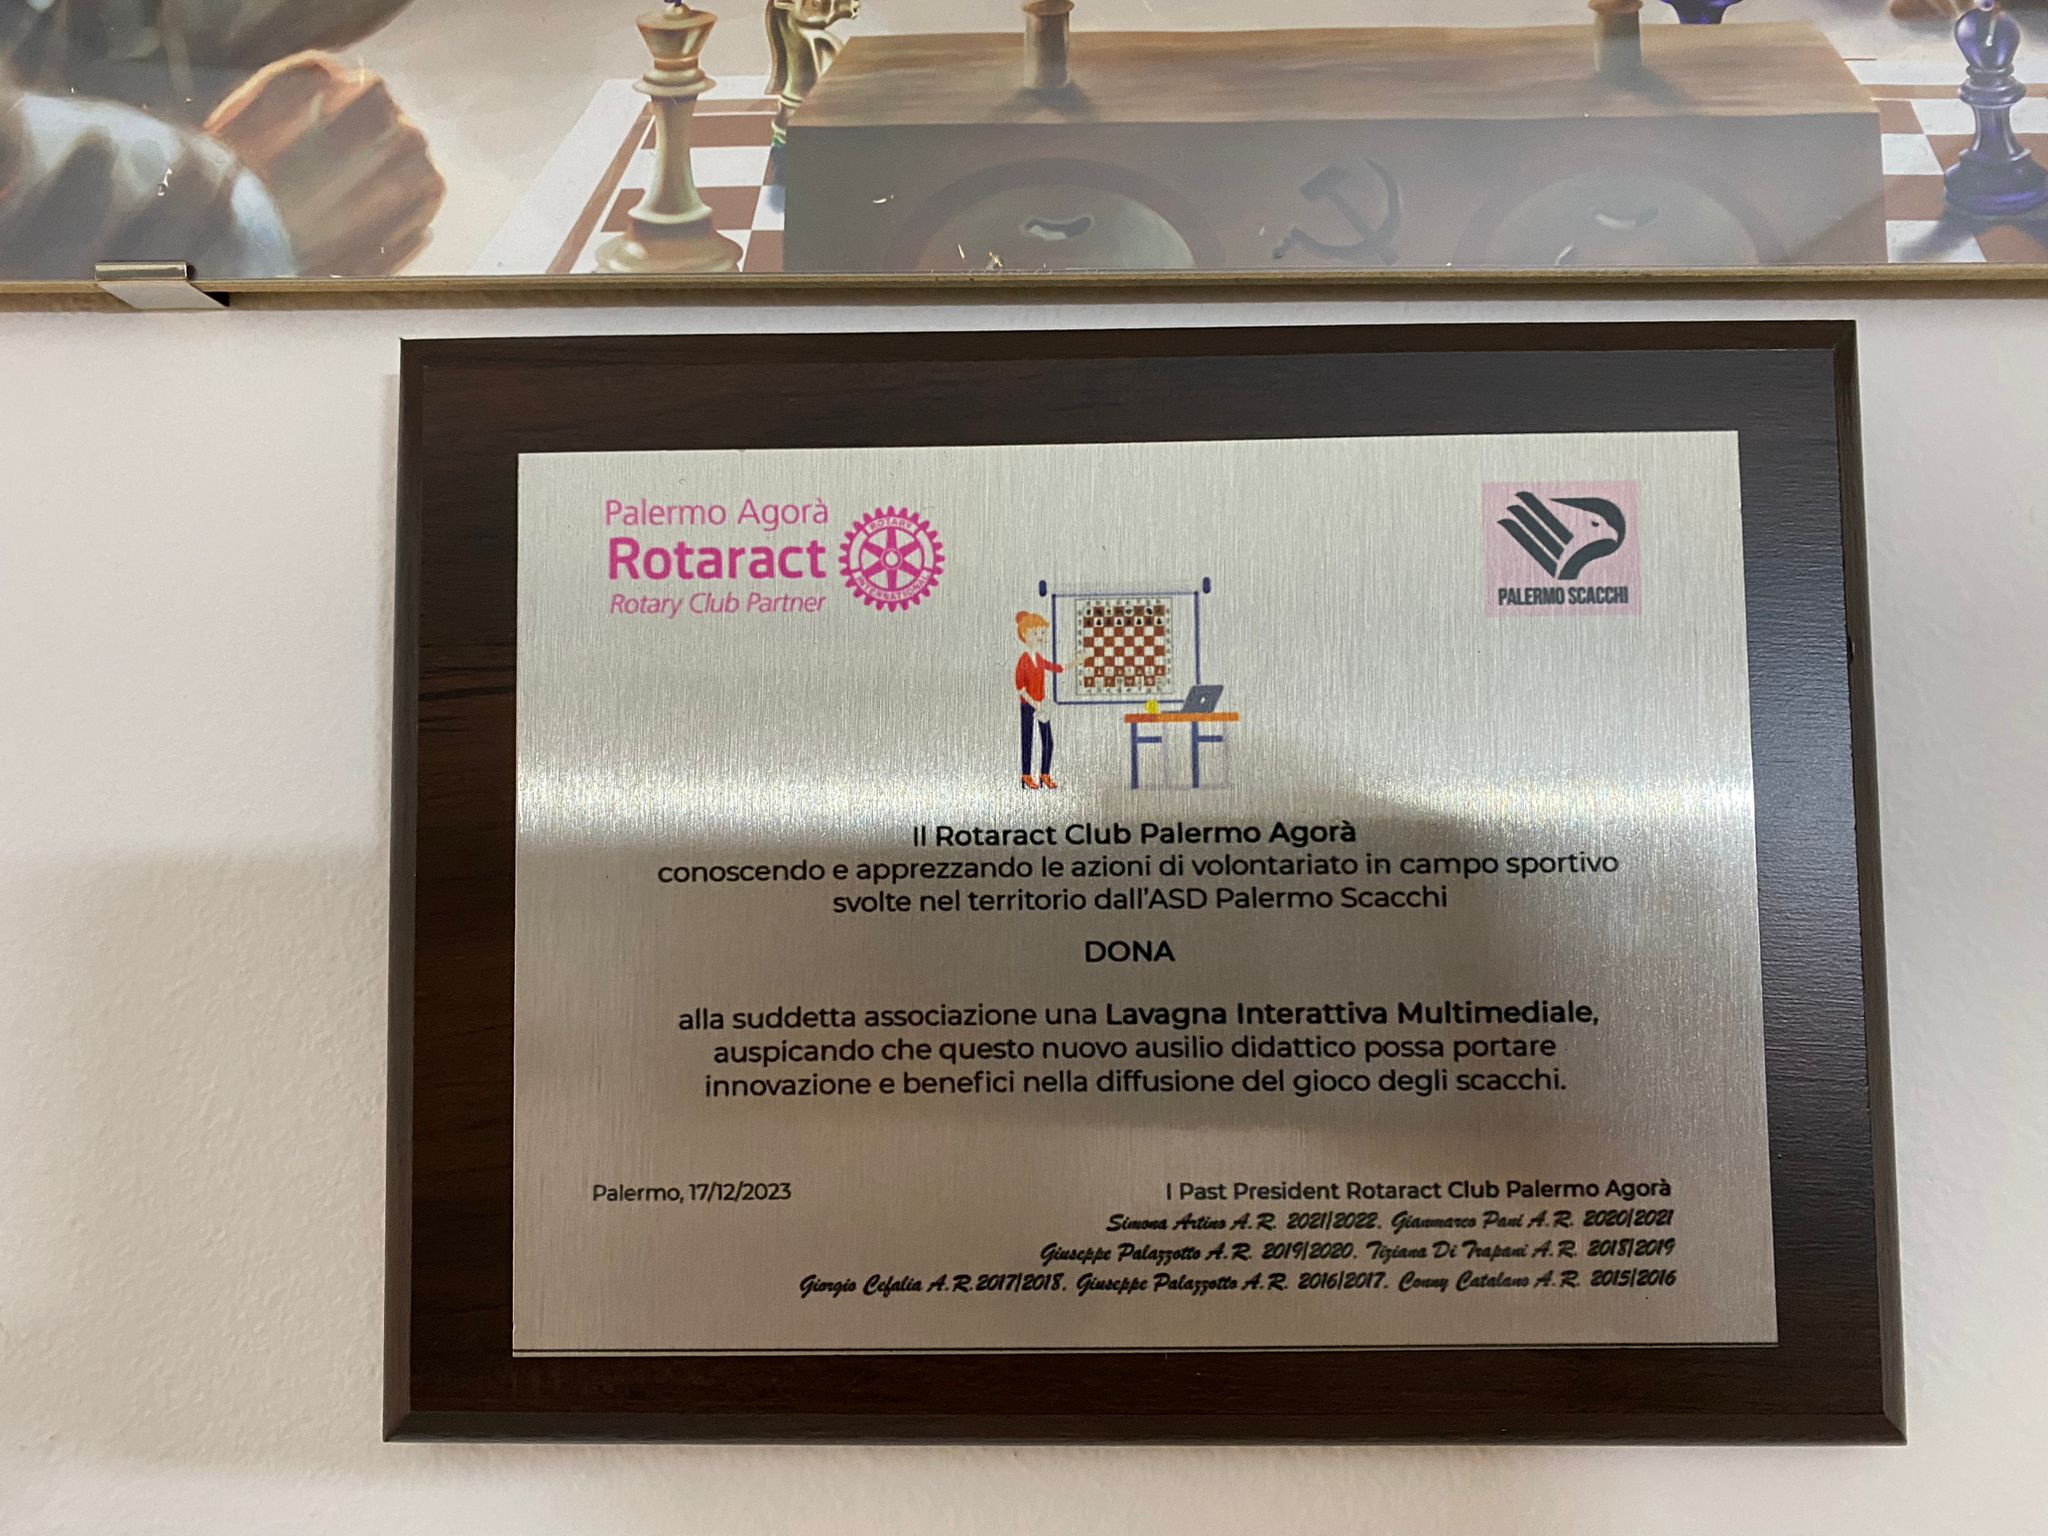 Palermo Agorà
Rotaract
Rotary Club Partner
ROTARY
INTERNATIONAL
PALERMO SCACCHI
Il Rotaract Club Palermo Agorà
conoscendo e apprezzando le azioni di volontariato in campo sportivo
svolte nel territorio dall'ASD Palermo Scacchi
DONA
alla suddetta associazione una Lavagna Interattiva Multimediale,
auspicando che questo nuovo ausilio didattico possa portare
innovazione e benefici nella diffusione del gioco degli scacchi.
Palermo, 17/12/2023
I Past President Rotaract Club Palermo Agorà
Simona Artino A.R. 2021/2022, Gianmarco Pani A.R. 2020/2021
Giuseppe Palazzotto A.R. 2019/2020, Tiziana Di Trapani A.R. 2018/2019
Giorgio Cefalia A.R.2017/2018, Giuseppe Palazzotto A.R. 2016/2017, Conny Catalano A.R. 2015/2016